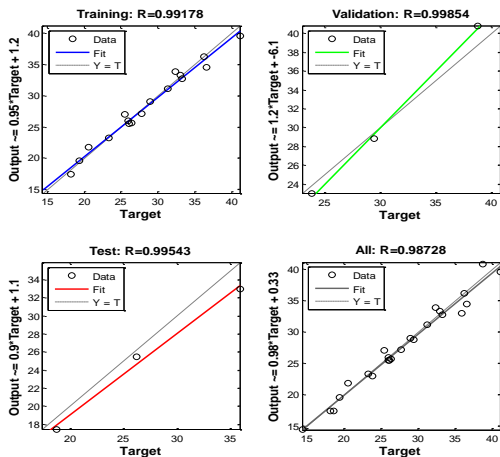 Training: R=0.99178
Output ~= 0.95*Target + 1.2
Data
Fit
Y = T
40
35
30
25
20
15
15 20 25 30 35 40
Target
Validation: R=0.99854
Output ~= 1.2*Target + -6.1
Data
Fit
Y = T
40
38
36
34
32
30
28
26
24
25 30 35 40
Target
Test: R=0.99543
Output ~= 0.9*Target + 1.1
Data
Fit
Y = T
34
32
30
28
26
24
22
20
18
20 25 30 35
Target
All: R=0.98728
Output ~= 0.98*Target + 0.33
Data
Fit
Y = T
40
35
30
25
20
15
15 20 25 30 35 40
Target